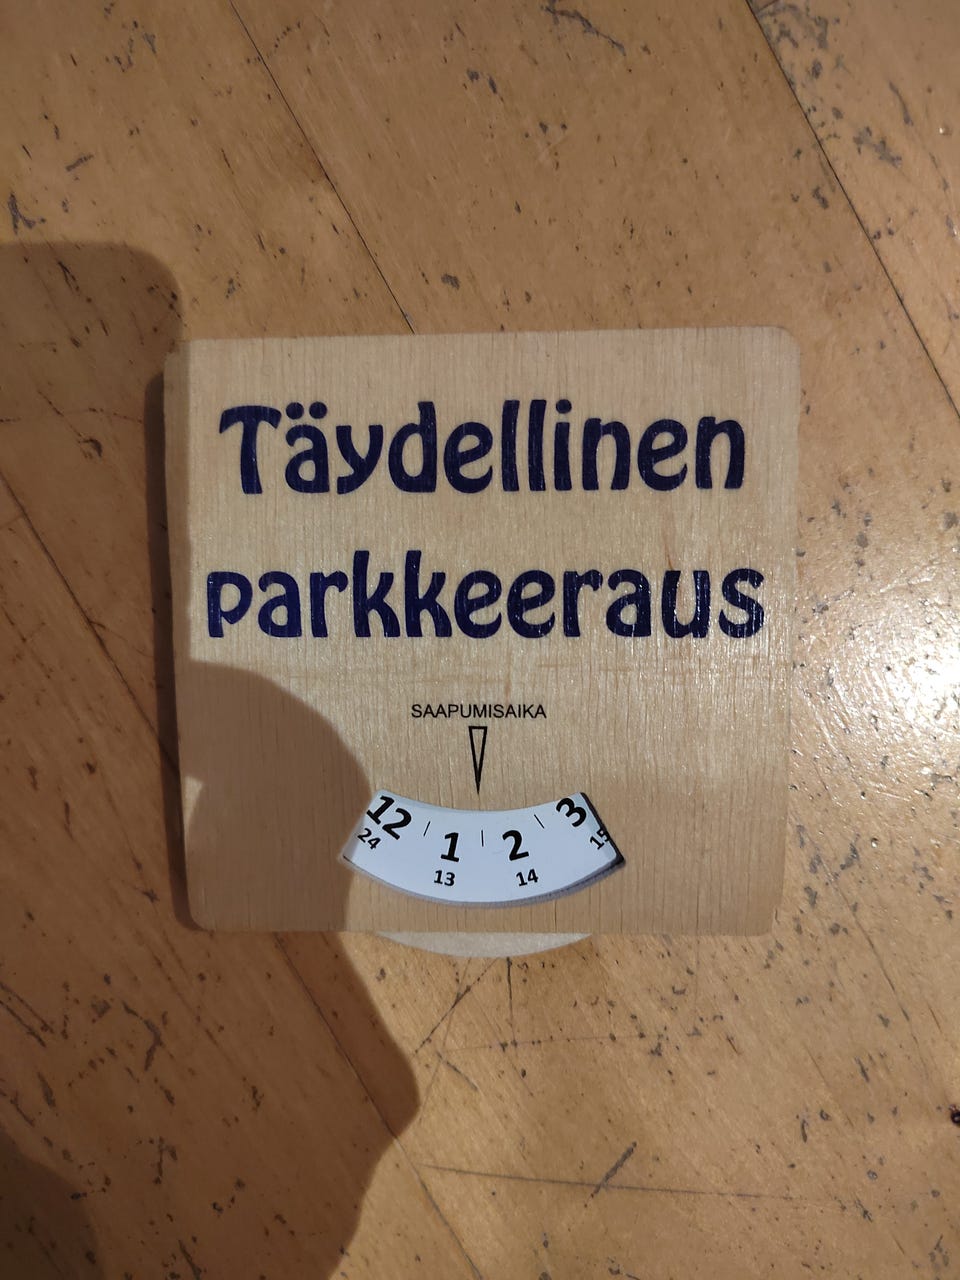 Täydellinen
parkkeeraus
SAAPUMISAIKA
12 1 2 3
24 13 14 15